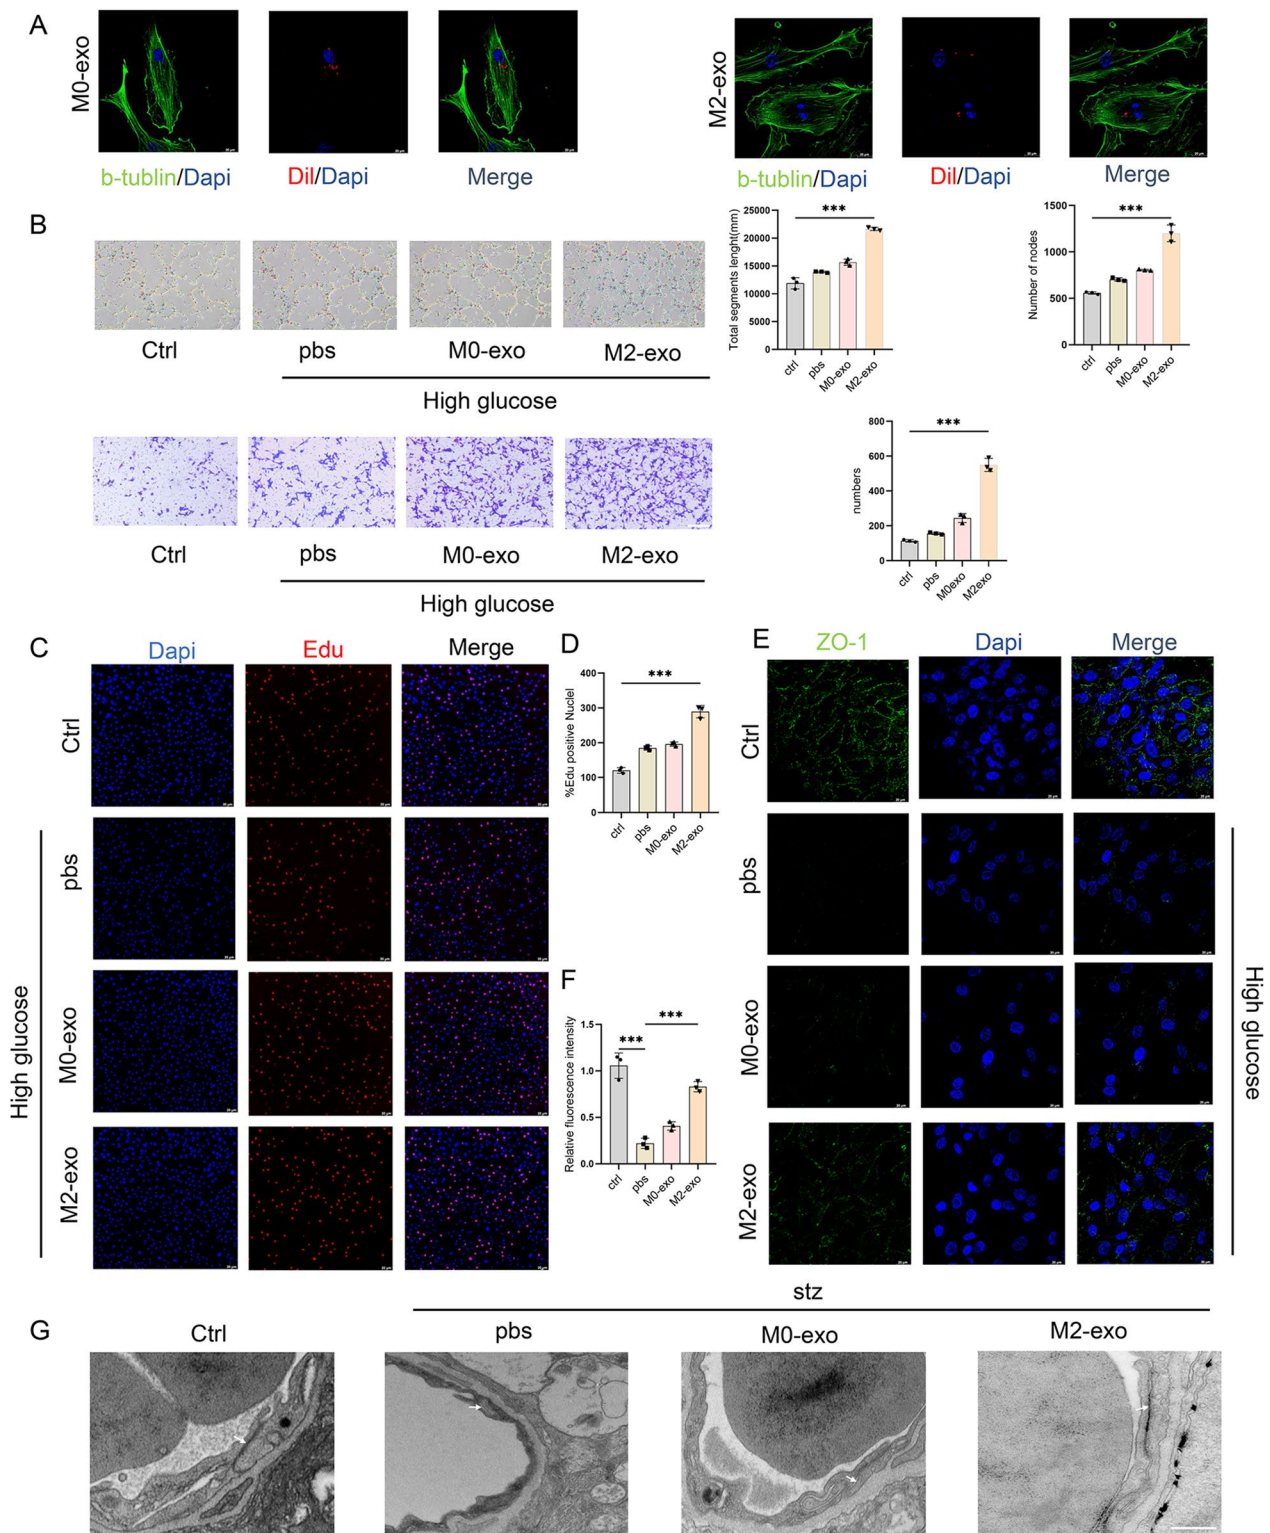 A
M0-exo
b-tublin/Dapi
Dil/Dapi
Merge
M2-exo
b-tublin/Dapi
Dil/Dapi
Merge
B
Ctrl
pbs
M0-exo
M2-exo
High glucose
Total segments lenght(mm)
25000
20000
15000
10000
5000
0
***
ctrl
pbs
M0-exo
M2-exo
Number of nodes
1500
1000
500
0
***
ctrl
pbs
M0-exo
M2-exo
Ctrl
pbs
M0-exo
M2-exo
High glucose
numbers
800
600
400
200
0
***
ctrl
pbs
M0exo
M2exo
C
Dapi
Edu
Merge
Ctrl
pbs
M0-exo
M2-exo
High glucose
D
%Edu positive Nuclel
400
300
200
100
0
***
ctrl
pbs
M0-exo
M2-exo
E
ZO-1
Dapi
Merge
Ctrl
pbs
M0-exo
M2-exo
High glucose
F
Relative fluorescence intensity
1.5
1.0
0.5
0.0
***
***
ctrl
pbs
M0-exo
M2-exo
stz
G
Ctrl
pbs
M0-exo
M2-exo